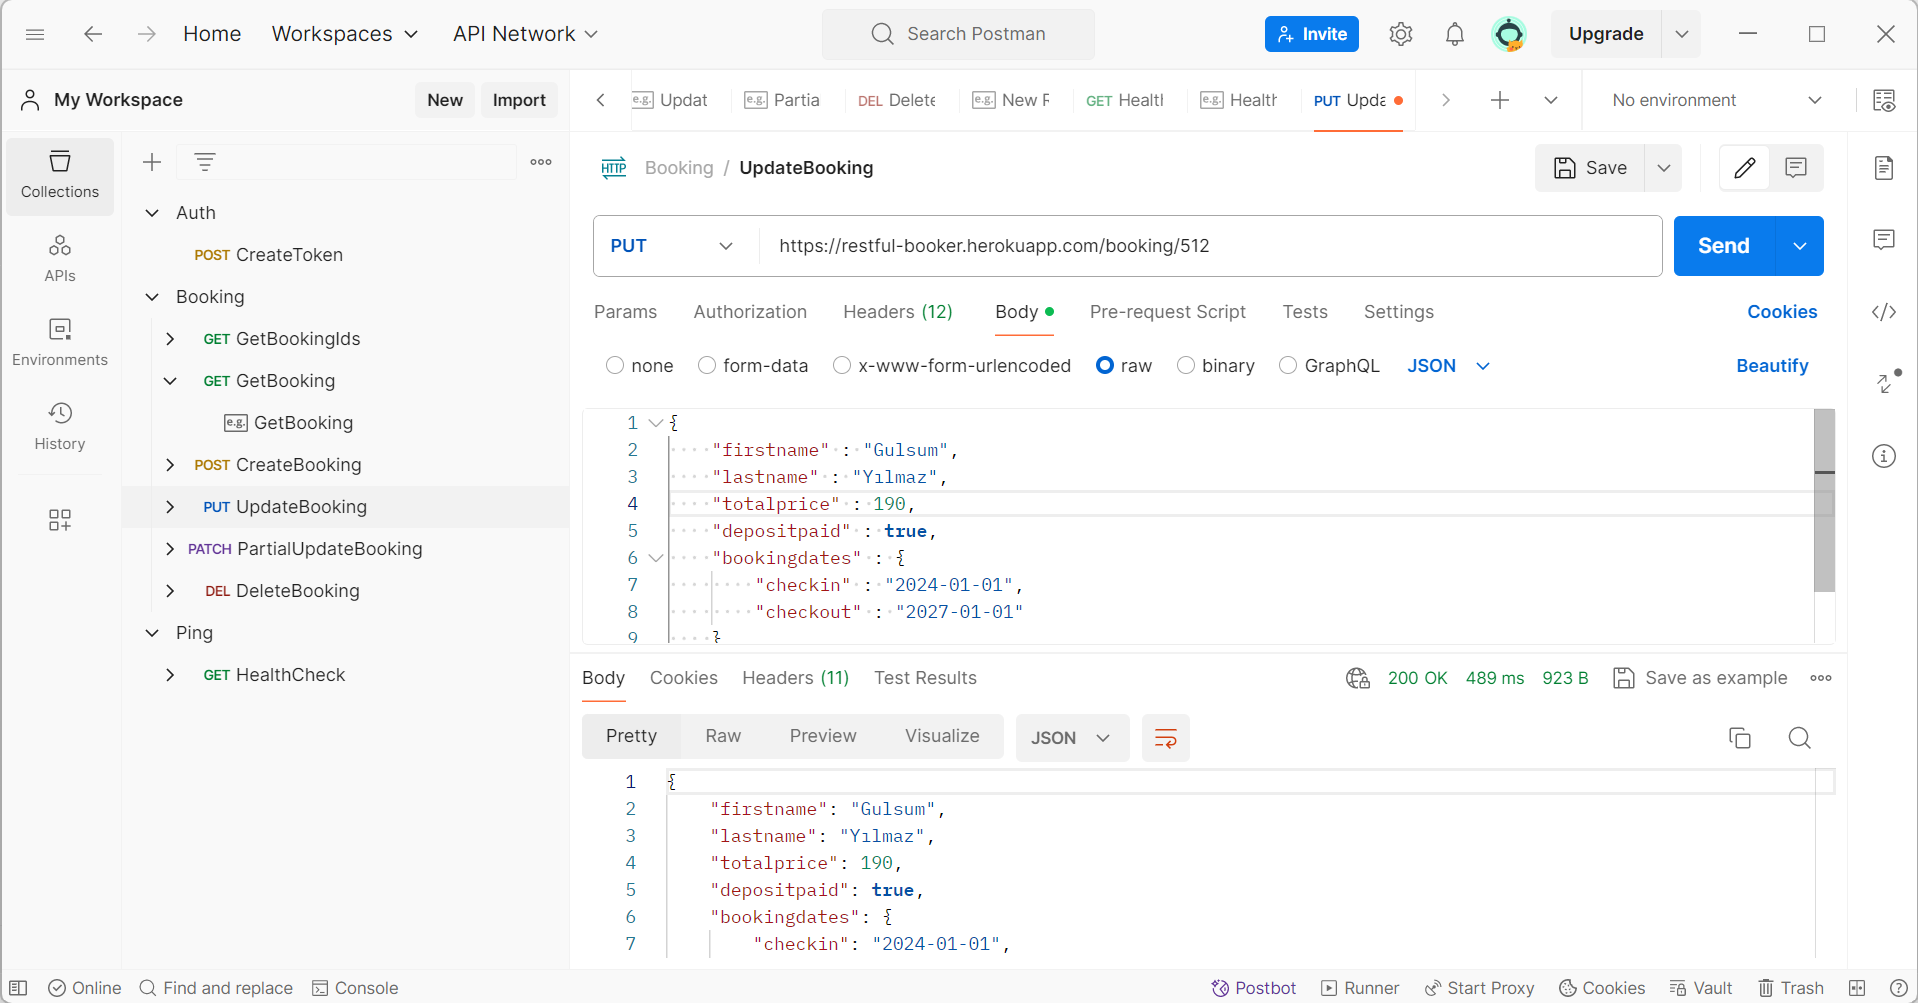 Home Workspaces API Network Search Postman Invite Upgrade
My Workspace New Import
e.g. Updat e.g. Partia DEL Delete e.g. New R GET Healtl e.g. Health PUT Upda No environment
Collections
APIs
Environments
History
Auth
POST CreateToken
Booking
GET GetBookingIds
GET GetBooking
e.g. GetBooking
POST CreateBooking
PUT UpdateBooking
PATCH PartialUpdateBooking
DEL DeleteBooking
Ping
GET HealthCheck
HTTP Booking / UpdateBooking Save
PUT https://restful-booker.herokuapp.com/booking/512 Send
Params Authorization Headers (12) Body Pre-request Script Tests Settings Cookies
none form-data x-www-form-urlencoded raw binary GraphQL JSON Beautify
1 {
2 "firstname" : "Gulsum",
3 "lastname" : "Yılmaz",
4 "totalprice" : 190,
5 "depositpaid" : true,
6 "bookingdates" : {
7 "checkin" : "2024-01-01",
8 "checkout" : "2027-01-01"
9 }
Body Cookies Headers (11) Test Results 200 OK 489 ms 923 B Save as example
Pretty Raw Preview Visualize JSON
1 {
2 "firstname": "Gulsum",
3 "lastname": "Yılmaz",
4 "totalprice": 190,
5 "depositpaid": true,
6 "bookingdates": {
7 "checkin": "2024-01-01",
Online Find and replace Console Postbot Runner Start Proxy Cookies Vault Trash